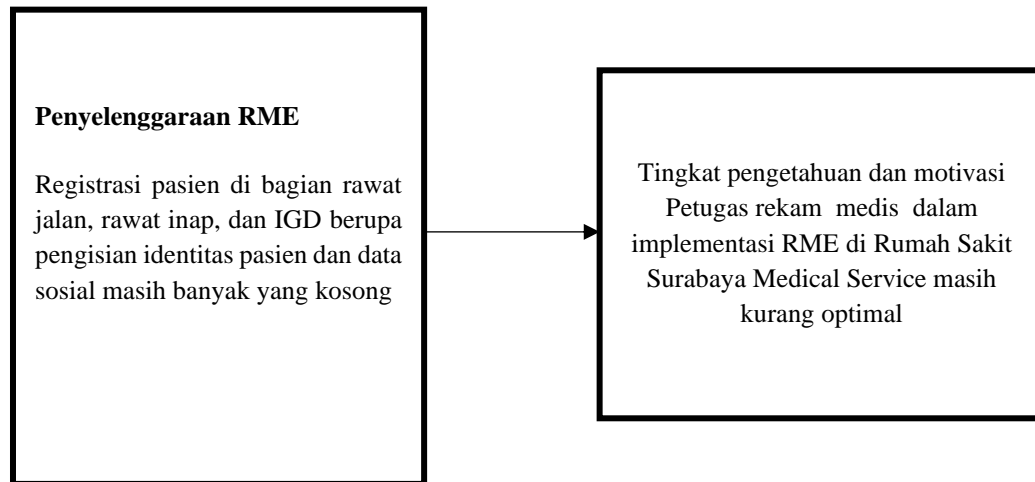 Penyelenggaraan RME
Registrasi pasien di bagian rawat
jalan, rawat inap, dan IGD berupa
pengisian identitas pasien dan data
sosial masih banyak yang kosong
Tingkat pengetahuan dan motivasi
Petugas rekam medis dalam
implementasi RME di Rumah Sakit
Surabaya Medical Service masih
kurang optimal